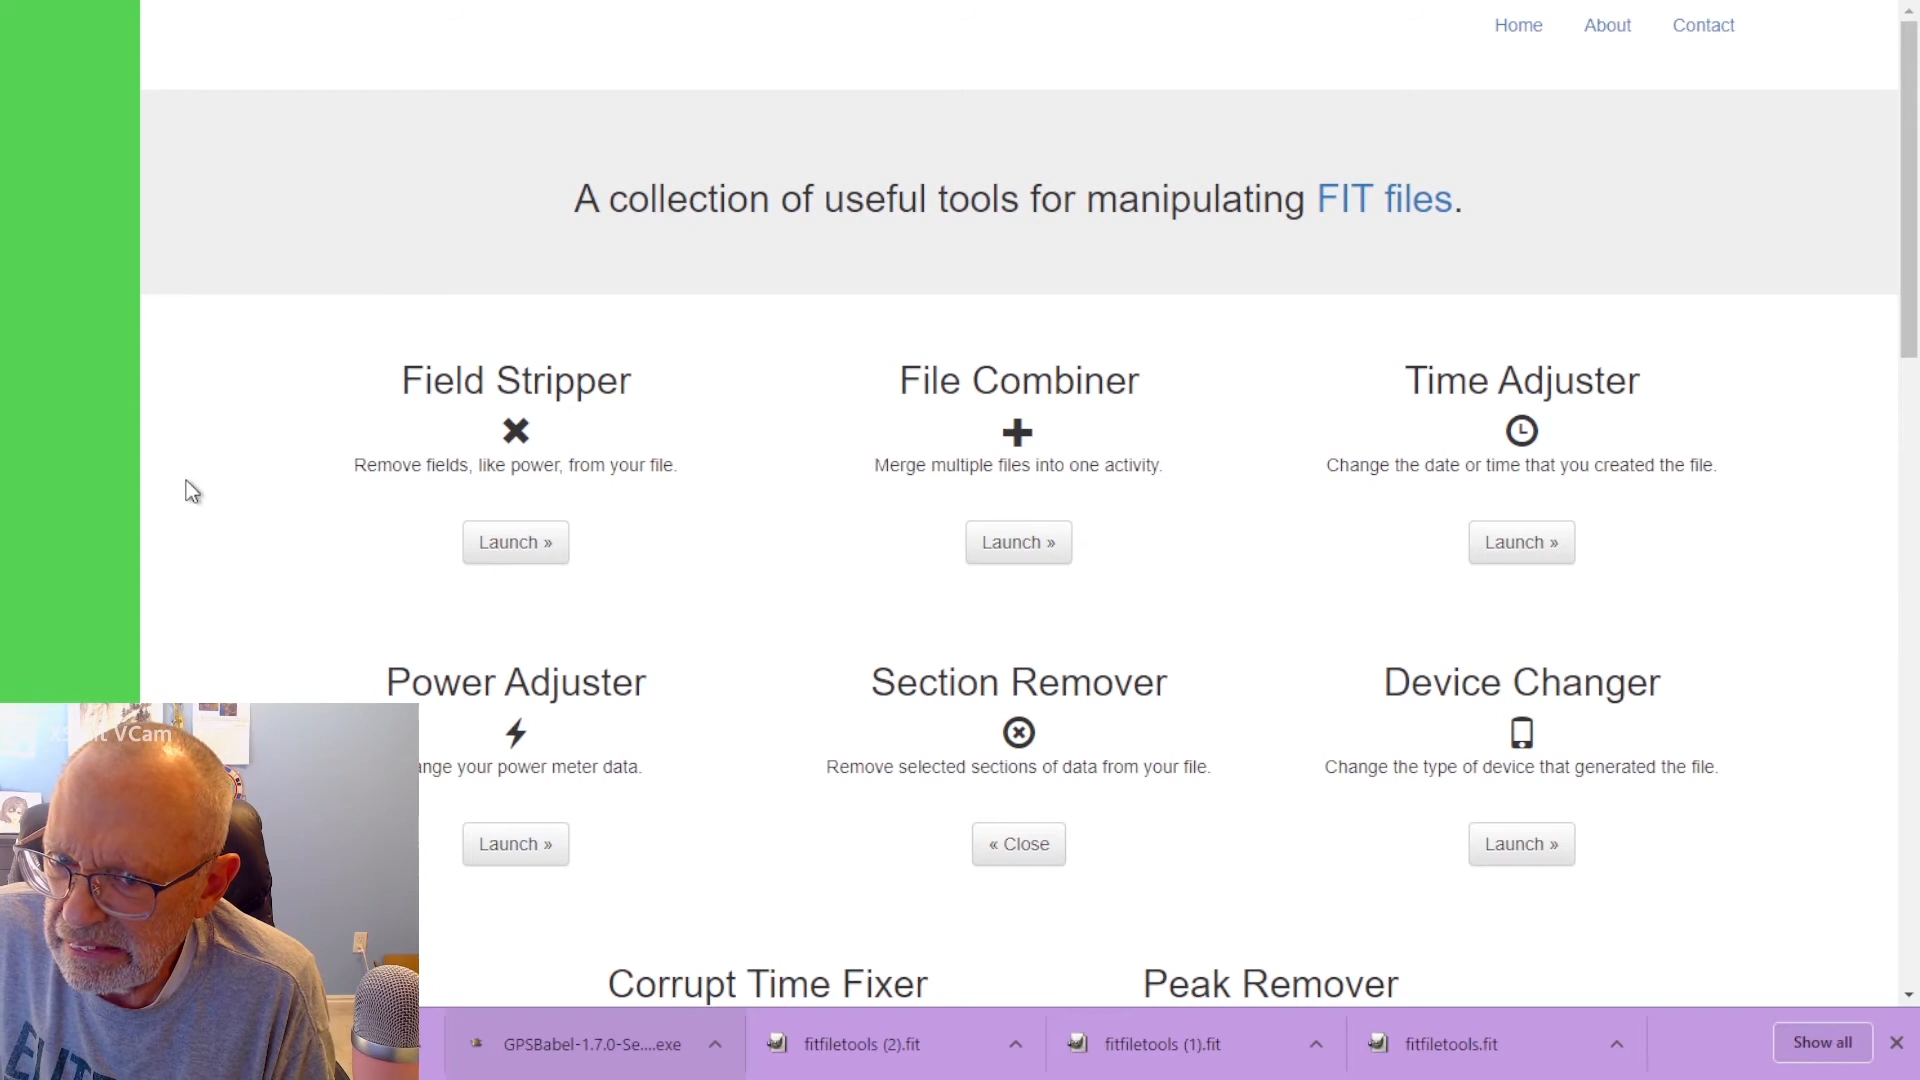 Home About Contact
A collection of useful tools for manipulating FIT files.
Field Stripper
Remove fields, like power, from your file.
Launch »
File Combiner
Merge multiple files into one activity.
Launch »
Time Adjuster
Change the date or time that you created the file.
Launch »
Power Adjuster
your power meter data.
Launch »
Section Remover
Remove selected sections of data from your file.
« Close
Device Changer
Change the type of device that generated the file.
Launch »
Corrupt Time Fixer
Peak Remover
VCam
GPSBabel-1.7.0-Se....exe
fitfiletools (2).fit
fitfiletools (1).fit
fitfiletools.fit
Show all